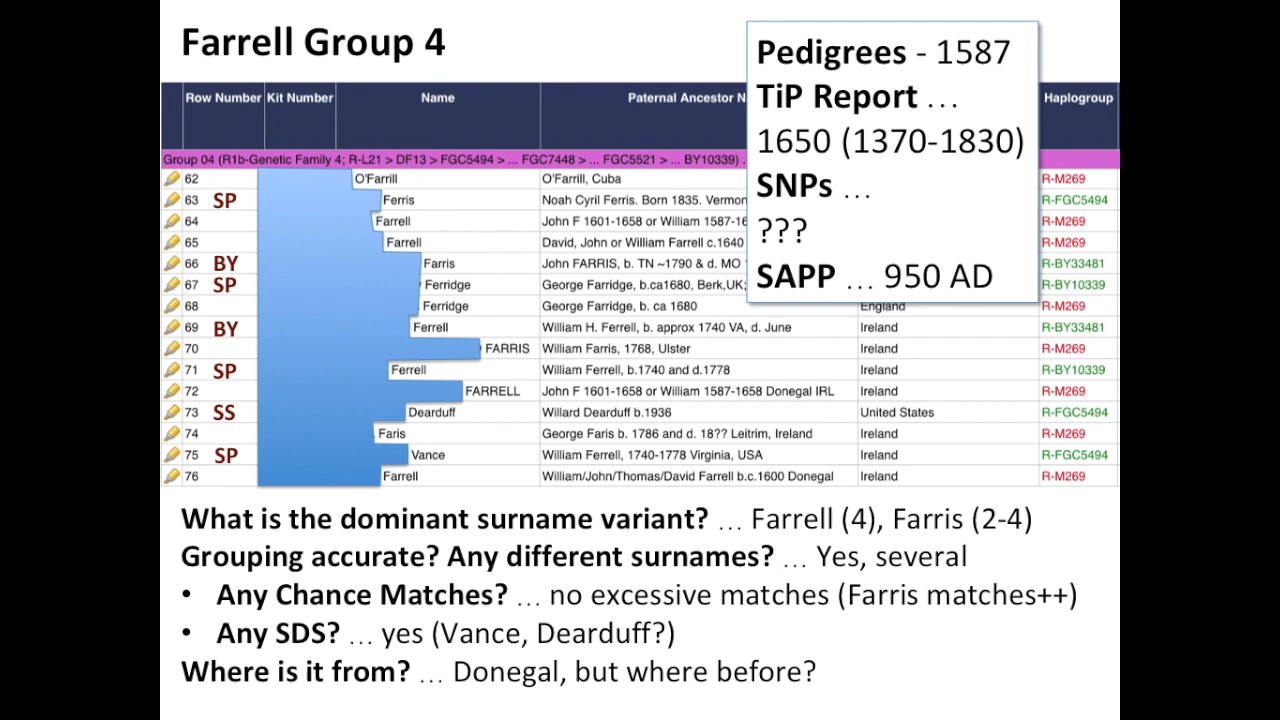 Farrell Group 4
Pedigrees - 1587
TiP Report …
1650 (1370-1830)
SNPs …
???
SAPP … 950 AD
Row Number Kit Number Name Paternal Ancestor N Haplogroup
Group 04 (R1b-Genetic Family 4; R-L21 > DF13 > FGC5494 > ... FGC7448 > ... FGC5521 > ... BY10339) .
62 O'Farrill O'Farrill, Cuba R-M269
63 SP Ferris Noah Cyril Ferris. Born 1835. Vermon R-FGC5494
64 Farrell John F 1601-1658 or William 1587-16 R-M269
65 Farrell David, John or William Farrell c.1640 R-M269
66 BY Farris John FARRIS, b. TN ~1790 & d. MO R-BY33481
67 SP Ferridge George Farridge, b.ca1680, Berk,UK; R-BY10339
68 Ferridge George Farridge, b. ca 1680 England R-M269
69 BY Ferrell William H. Ferrell, b. approx 1740 VA, d. June Ireland R-BY33481
70 FARRIS William Farris, 1768, Ulster Ireland R-M269
71 SP Ferrell William Ferrell, b.1740 and d.1778 Ireland R-BY10339
72 FARRELL John F 1601-1658 or William 1587-1658 Donegal IRL Ireland R-M269
73 SS Dearduff Willard Dearduff b.1936 United States R-FGC5494
74 Faris George Faris b. 1786 and d. 18?? Leitrim, Ireland Ireland R-M269
75 SP Vance William Ferrell, 1740-1778 Virginia, USA Ireland R-FGC5494
76 Farrell William/John/Thomas/David Farrell b.c.1600 Donegal Ireland R-M269
What is the dominant surname variant? … Farrell (4), Farris (2-4)
Grouping accurate? Any different surnames? … Yes, several
• Any Chance Matches? … no excessive matches (Farris matches++)
• Any SDS? … yes (Vance, Dearduff?)
Where is it from? … Donegal, but where before?